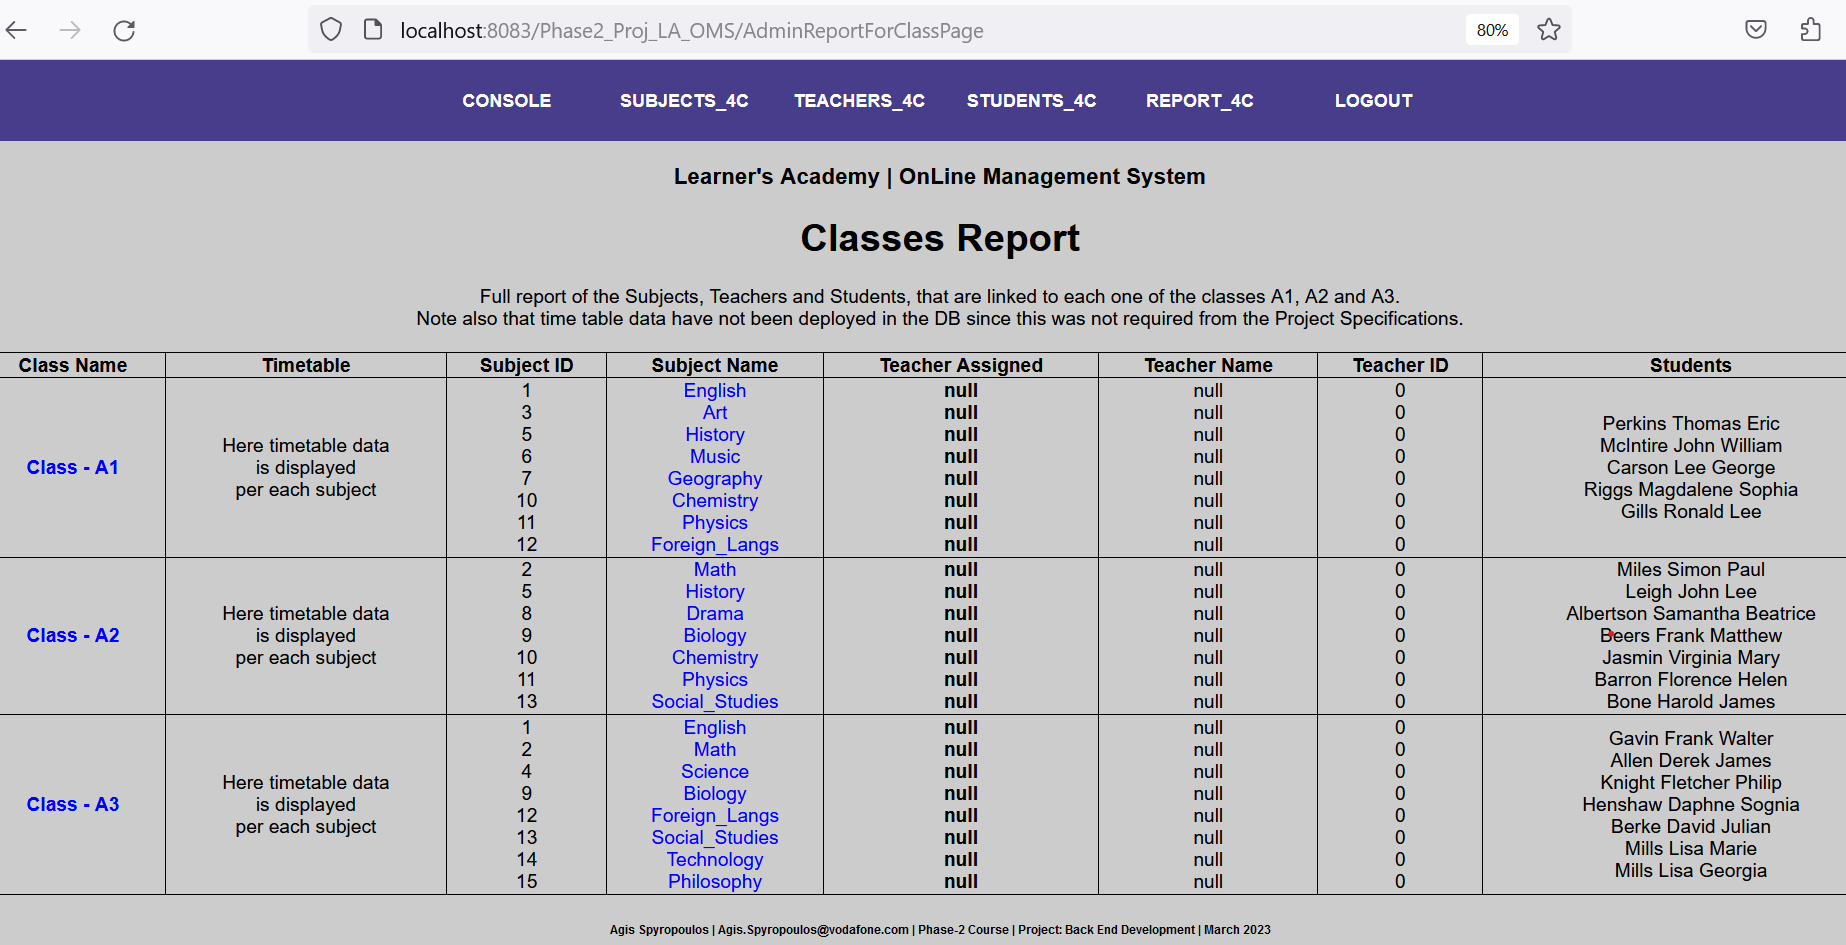 localhost:8083/Phase2_Proj_LA_OMS/AdminReportForClassPage 80%
CONSOLE SUBJECTS_4C TEACHERS_4C STUDENTS_4C REPORT_4C LOGOUT
Learner's Academy | OnLine Management System
Classes Report
Full report of the Subjects, Teachers and Students, that are linked to each one of the classes A1, A2 and A3.
Note also that time table data have not been deployed in the DB since this was not required from the Project Specifications.
Class Name Timetable Subject ID Subject Name Teacher Assigned Teacher Name Teacher ID Students
Class - A1
Here timetable data
is displayed
per each subject
1 English null null 0
3 Art null null 0
5 History null null 0
6 Music null null 0
7 Geography null null 0
10 Chemistry null null 0
11 Physics null null 0
12 Foreign_Langs null null 0
Perkins Thomas Eric
McIntire John William
Carson Lee George
Riggs Magdalene Sophia
Gills Ronald Lee
Class - A2
Here timetable data
is displayed
per each subject
2 Math null null 0
5 History null null 0
8 Drama null null 0
9 Biology null null 0
10 Chemistry null null 0
11 Physics null null 0
13 Social_Studies null null 0
Miles Simon Paul
Leigh John Lee
Albertson Samantha Beatrice
Beers Frank Matthew
Jasmin Virginia Mary
Barron Florence Helen
Bone Harold James
Class - A3
Here timetable data
is displayed
per each subject
1 English null null 0
2 Math null null 0
4 Science null null 0
9 Biology null null 0
12 Foreign_Langs null null 0
13 Social_Studies null null 0
14 Technology null null 0
15 Philosophy null null 0
Gavin Frank Walter
Allen Derek James
Knight Fletcher Philip
Henshaw Daphne Sognia
Berke David Julian
Mills Lisa Marie
Mills Lisa Georgia
Agis Spyropoulos | Agis.Spyropoulos@vodafone.com | Phase-2 Course | Project: Back End Development | March 2023